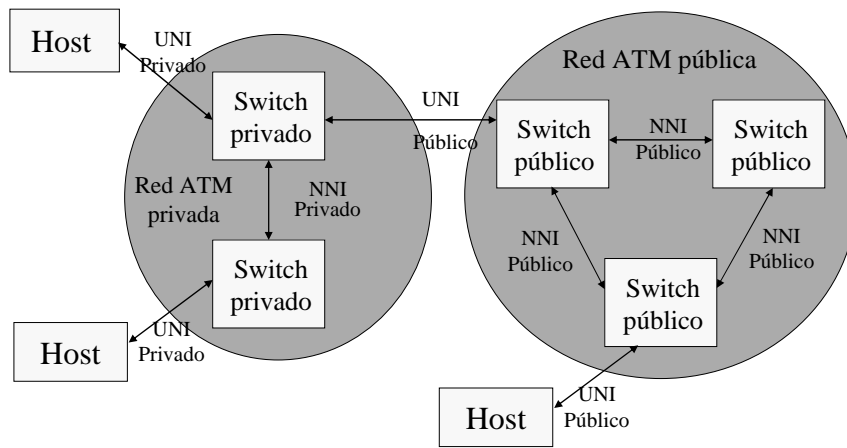 Host
UNI
Privado
Red ATM pública
Switch
privado
UNI
Público
Switch
público
NNI
Público
Switch
público
Red ATM
privada
NNI
Privado
NNI
Público
NNI
Público
Switch
privado
Switch
público
Host
UNI
Privado
Host
UNI
Público